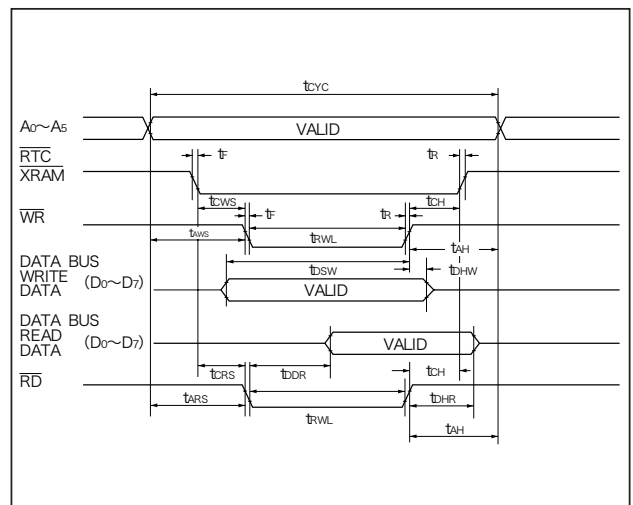 tCYC
A0～A5
VALID
RTC
tF
tR
XRAM
tCWS
tCH
WR
tF
tR
tAWS
tRWL
tAH
DATA BUS
WRITE (D0～D7)
DATA
tDSW
tDHW
VALID
DATA BUS
READ (D0～D7)
DATA
VALID
tCRS
tDDR
tCH
RD
tARS
tRWL
tDHR
tAH